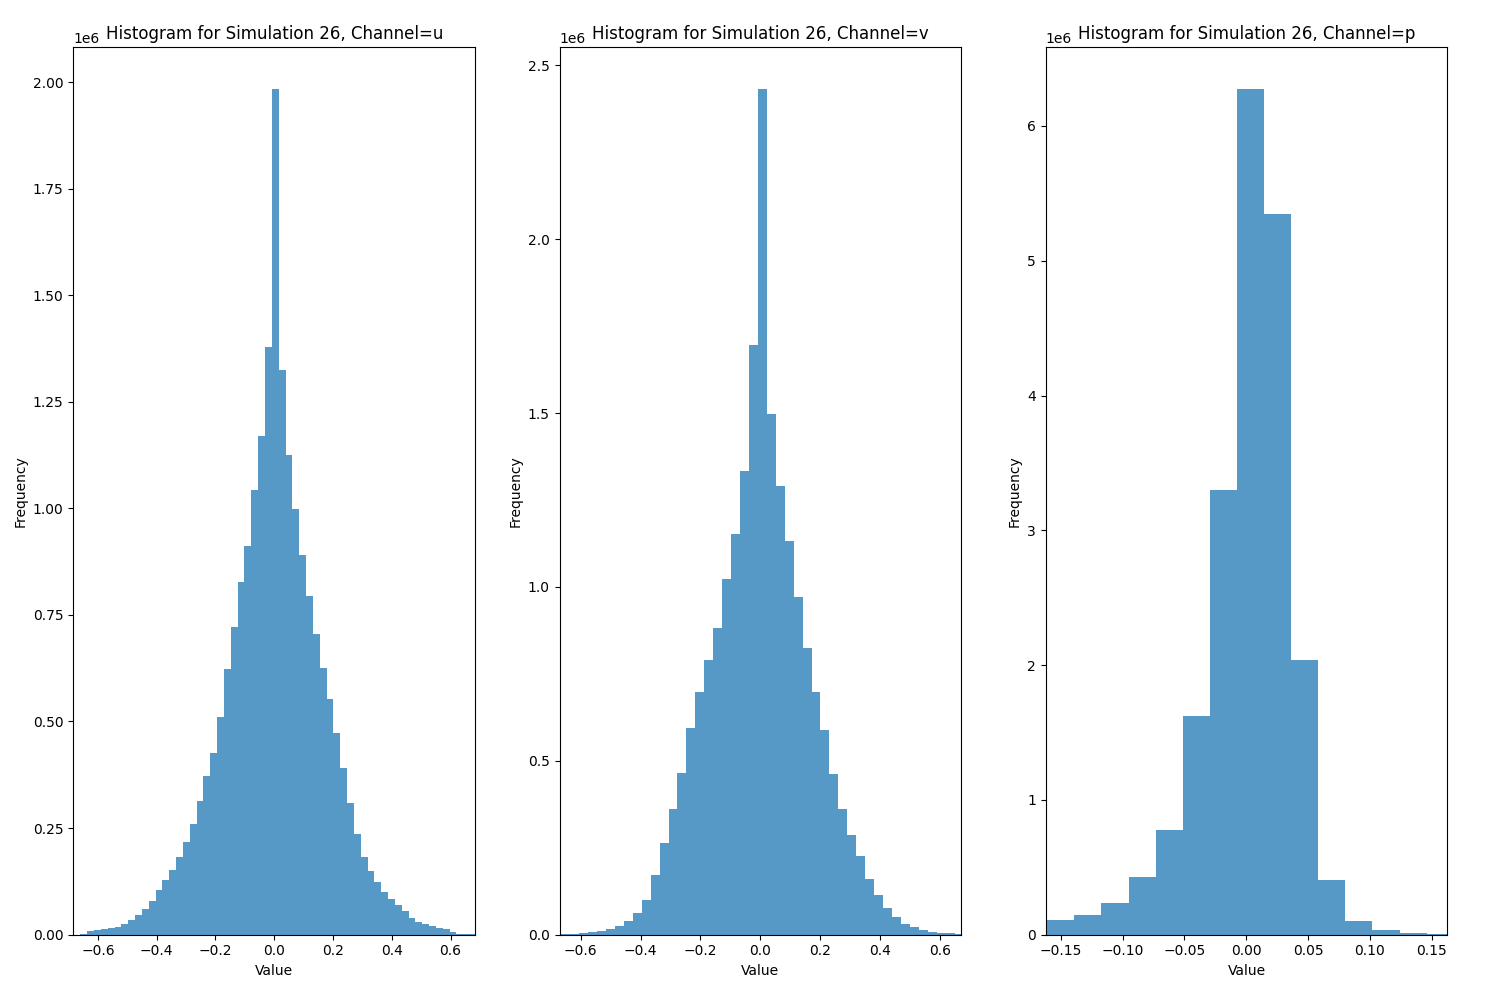 Histogram for Simulation 26, Channel=u
1e6
2.00
1.75
1.50
1.25
1.00
0.75
0.50
0.25
0.00
Frequency
−0.6 −0.4 −0.2 0.0 0.2 0.4 0.6
Value
Histogram for Simulation 26, Channel=v
1e6
2.5
2.0
1.5
1.0
0.5
0.0
Frequency
−0.6 −0.4 −0.2 0.0 0.2 0.4 0.6
Value
Histogram for Simulation 26, Channel=p
1e6
6
5
4
3
2
1
0
Frequency
−0.15 −0.10 −0.05 0.00 0.05 0.10 0.15
Value